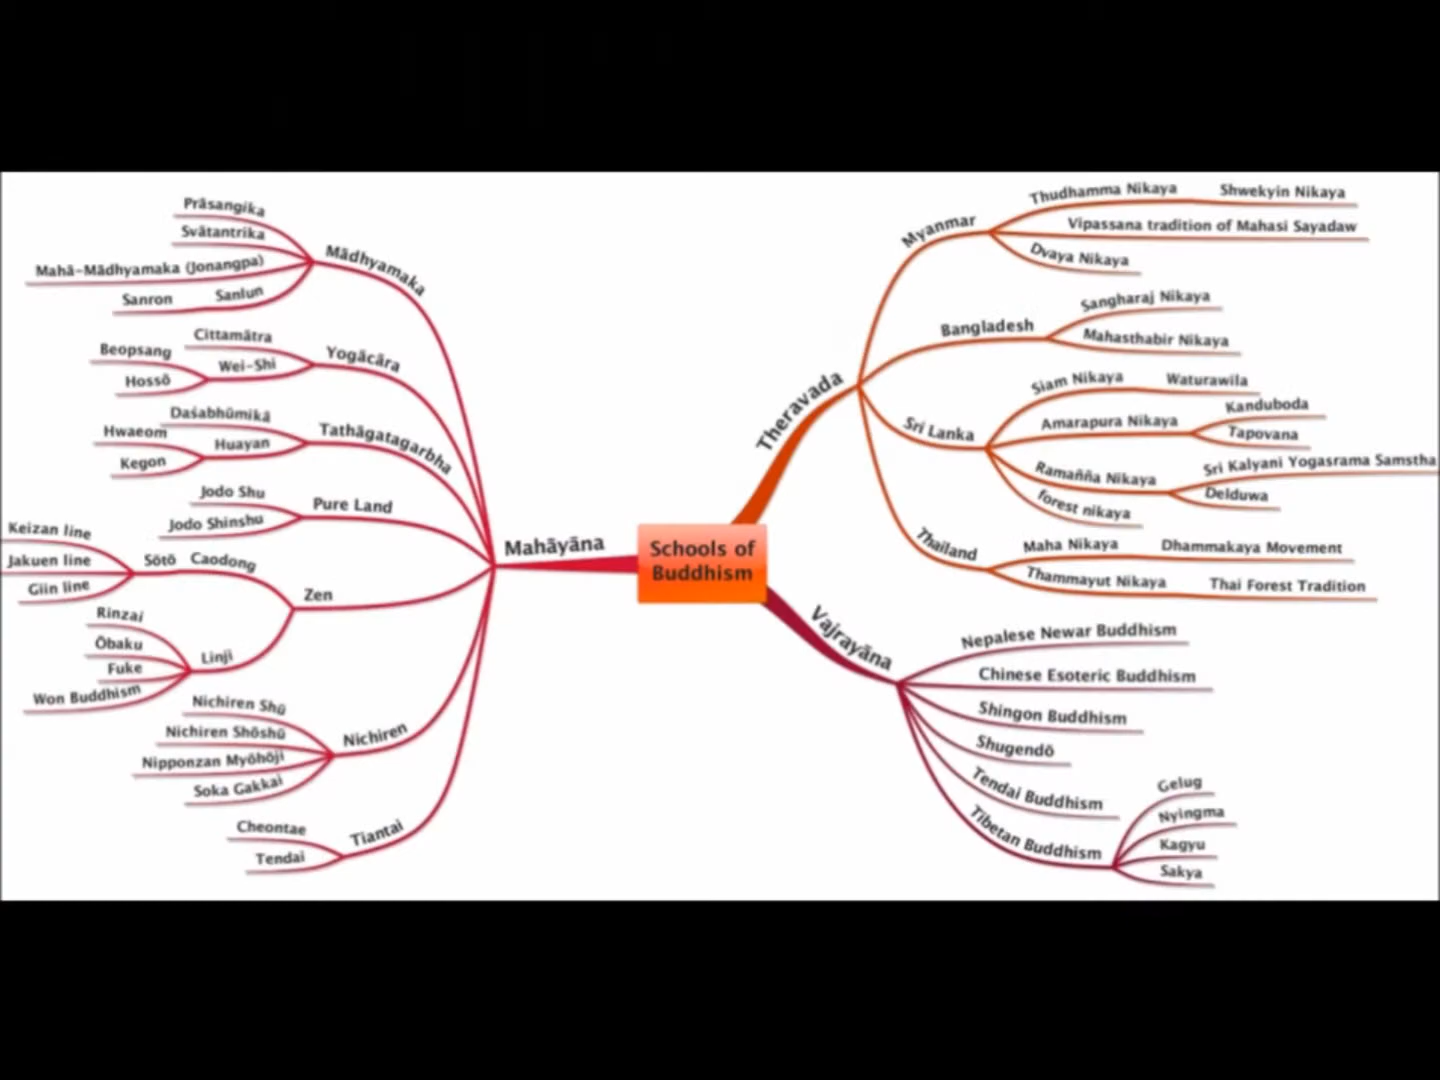 Schools of
Buddhism
Mahāyāna
Mādhyamaka
Prāsangika
Svātantrika
Mahā-Mādhyamaka (Jonangpa)
Sanlun
Sanron
Yogācāra
Cittamātra
Wei-Shi
Beopsang
Hossō
Tathāgatagarbha
Daśabhūmikā
Huayan
Hwaeom
Kegon
Pure Land
Jodo Shu
Jodo Shinshu
Zen
Caodong
Sōtō
Keizan line
Jakuen line
Giin line
Linji
Rinzai
Ōbaku
Fuke
Won Buddhism
Nichiren
Nichiren Shū
Nichiren Shōshū
Nipponzan Myōhōji
Soka Gakkai
Tiantai
Cheontae
Tendai
Theravada
Myanmar
Thudhamma Nikaya
Shwekyin Nikaya
Vipassana tradition of Mahasi Sayadaw
Dvaya Nikaya
Bangladesh
Sangharaj Nikaya
Mahasthabir Nikaya
Sri Lanka
Siam Nikaya
Waturawila
Amarapura Nikaya
Kanduboda
Tapovana
Ramañña Nikaya
Sri Kalyani Yogasrama Samstha
Delduwa
forest nikaya
Thailand
Maha Nikaya
Dhammakaya Movement
Thammayut Nikaya
Thai Forest Tradition
Vajrayāna
Nepalese Newar Buddhism
Chinese Esoteric Buddhism
Shingon Buddhism
Shugendō
Tendai Buddhism
Tibetan Buddhism
Gelug
Nyingma
Kagyu
Sakya